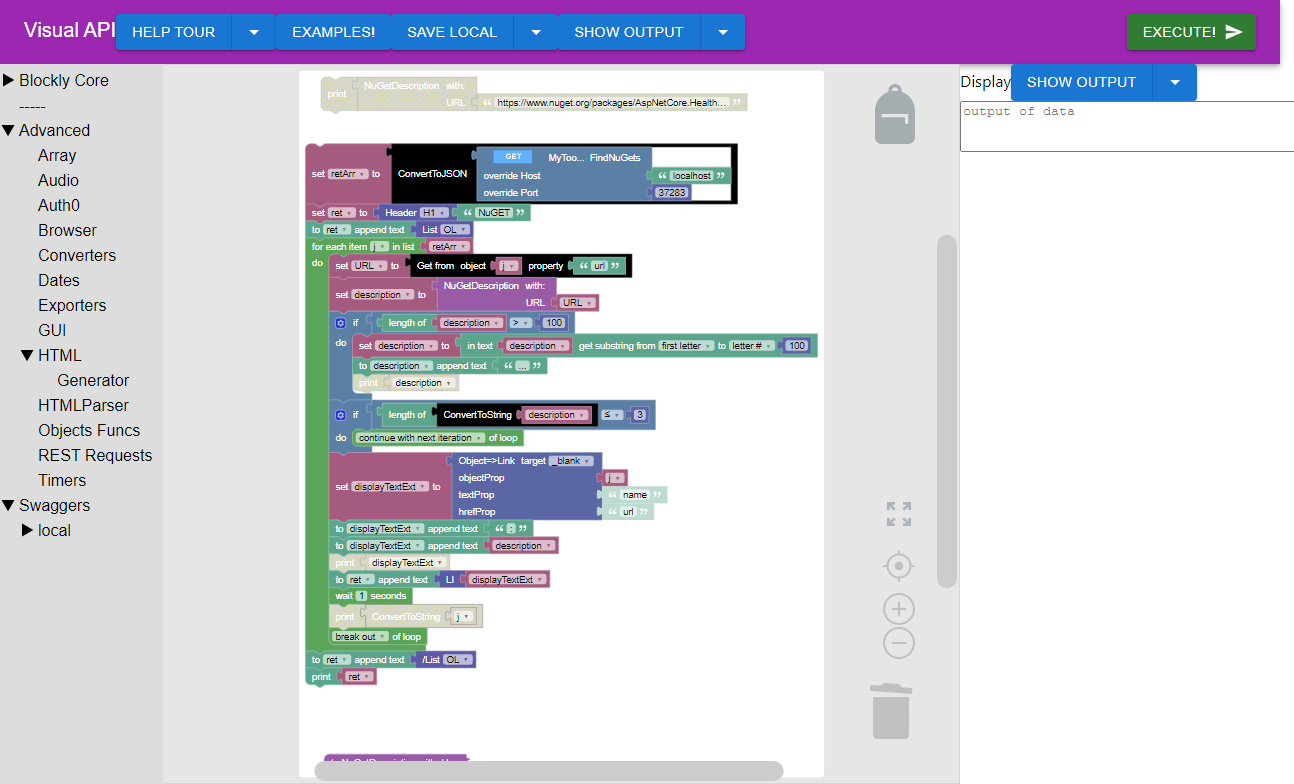 Visual API HELP TOUR EXAMPLES! SAVE LOCAL SHOW OUTPUT EXECUTE!
Blockly Core
-----
Advanced
Array
Audio
Auth0
Browser
Converters
Dates
Exporters
GUI
HTML
Generator
HTMLParser
Objects Funcs
REST Requests
Timers
Swaggers
local
print NuGetDescription with:
URL “ https://www.nuget.org/packages/AspNetCore.Health... ”
set retArr to ConvertToJSON GET MyToo... FindNuGets
override Host “ localhost ”
override Port 37283
set ret to Header H1 “ NuGET ”
to ret append text List OL
for each item j in list retArr
do set URL to Get from object j property “ url ”
set description to NuGetDescription with:
URL URL
if length of description > 100
do set description to in text description get substring from first letter to letter # 100
to description append text “ ... ”
print description
if length of ConvertToString description ≤ 3
do continue with next iteration of loop
set displayTextExt to Object=>Link target _blank
objectProp j
textProp “ name ”
hrefProp “ url ”
to displayTextExt append text “ : ”
to displayTextExt append text description
print displayTextExt
to ret append text LI displayTextExt
wait 1 seconds
print ConvertToString j
break out of loop
to ret append text /List OL
print ret
Display SHOW OUTPUT
output of data